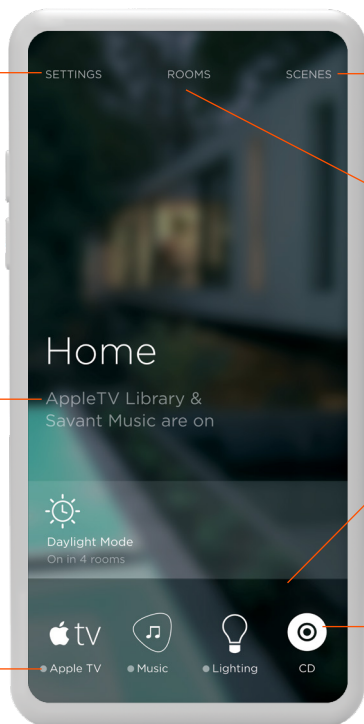 SETTINGS ROOMS SCENES
Home
AppleTV Library &
Savant Music are on
Daylight Mode
On in 4 rooms
tv
Apple TV Music Lighting CD